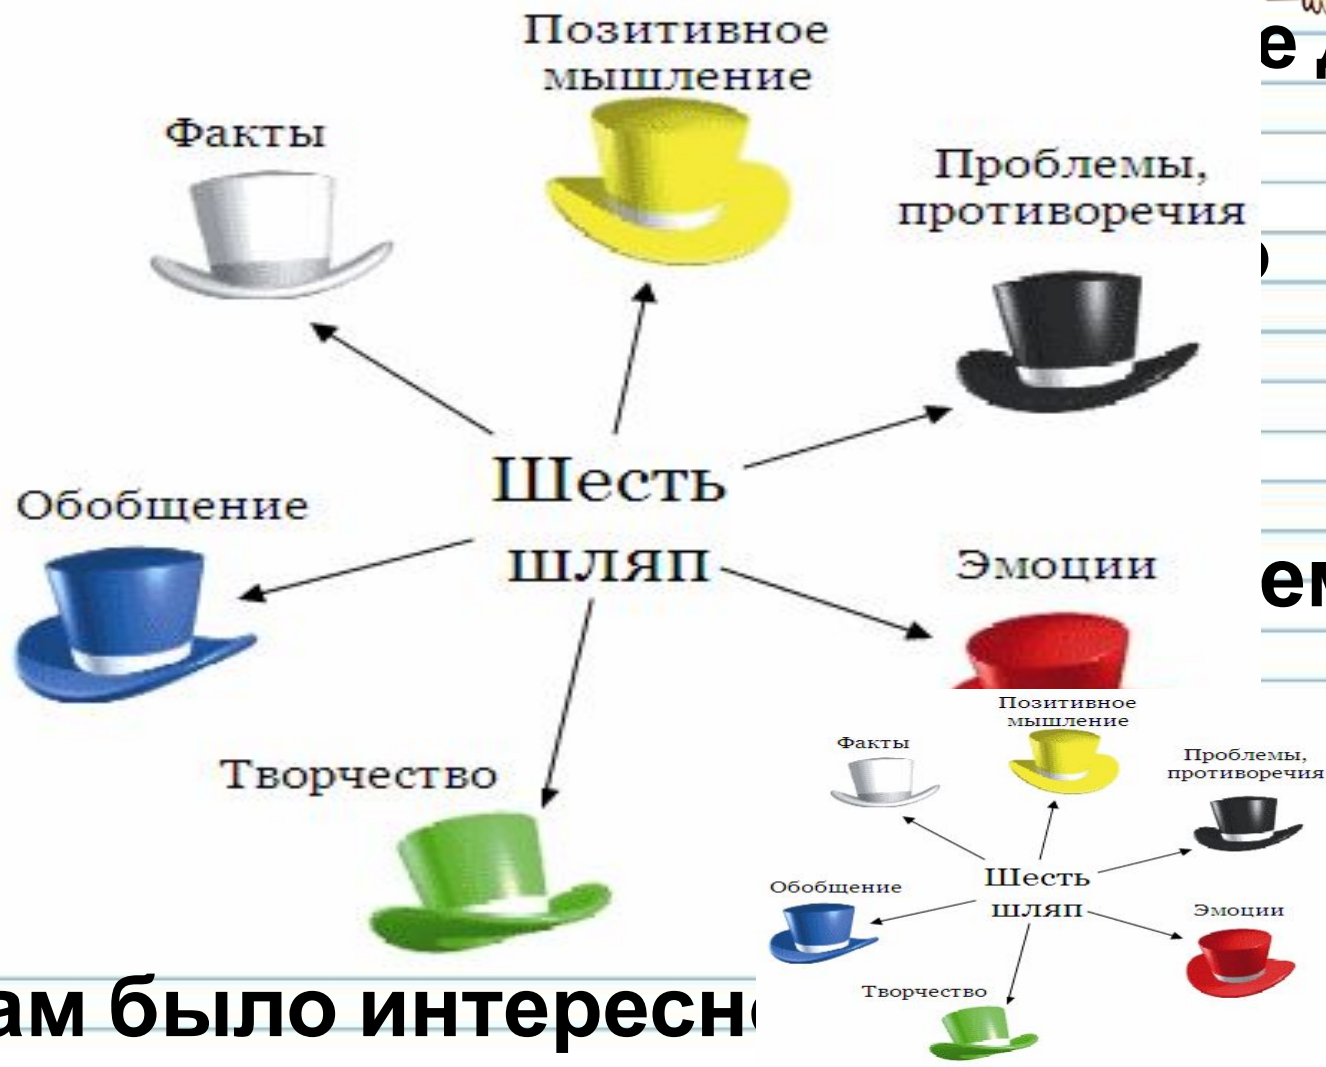 Позитивное
мышление
Факты
Проблемы,
противоречия
Шесть
шляп
Обобщение
Эмоции
Творчество
было интересн
Позитивное
мышление
Факты
Проблемы,
противоречия
Шесть
шляп
Обобщение
Эмоции
Творчество